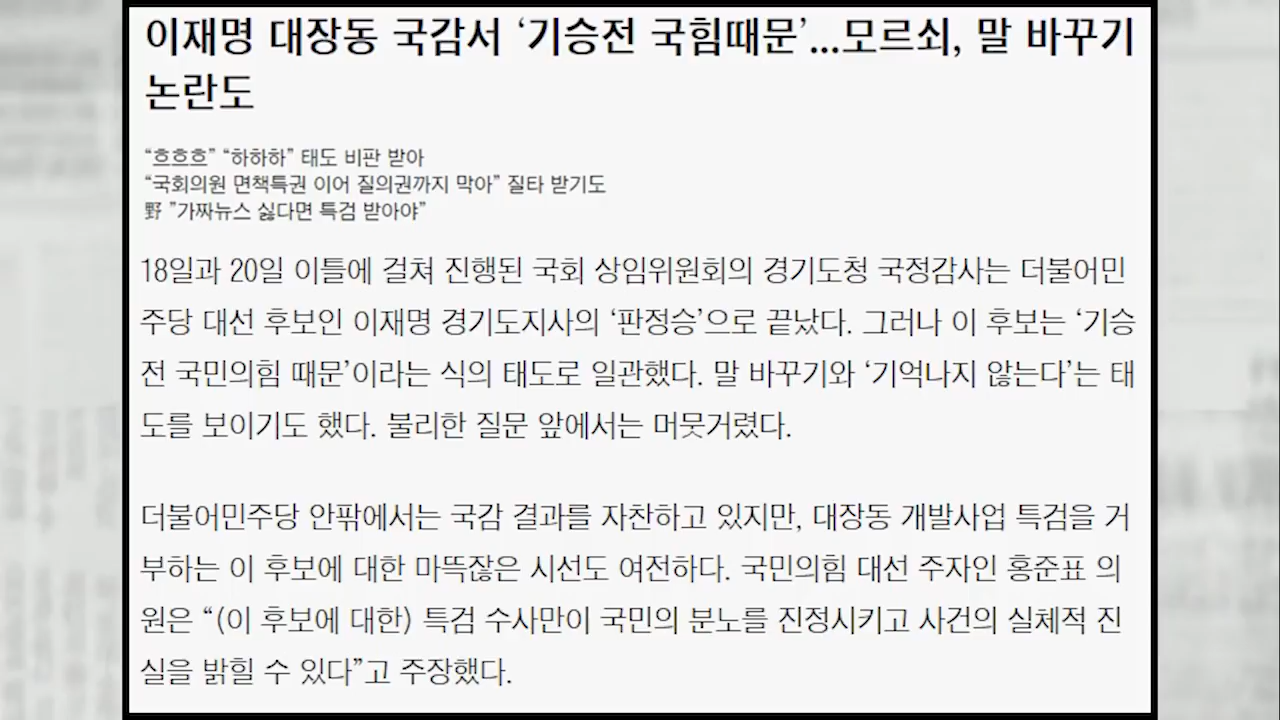 이재명 대장동 국감서 ‘기승전 국힘때문’...모르쇠, 말 바꾸기
논란도
“흐흐흐” “하하하” 태도 비판 받아
“국회의원 면책특권 이어 질의권까지 막아” 질타 받기도
野 ”가짜뉴스 싫다면 특검 받아야”
18일과 20일 이틀에 걸쳐 진행된 국회 상임위원회의 경기도청 국정감사는 더불어민
주당 대선 후보인 이재명 경기도지사의 ‘판정승’으로 끝났다. 그러나 이 후보는 ‘기승
전 국민의힘 때문’이라는 식의 태도로 일관했다. 말 바꾸기와 ‘기억나지 않는다’는 태
도를 보이기도 했다. 불리한 질문 앞에서는 머뭇거렸다.
더불어민주당 안팎에서는 국감 결과를 자찬하고 있지만, 대장동 개발사업 특검을 거
부하는 이 후보에 대한 마뜩잖은 시선도 여전하다. 국민의힘 대선 주자인 홍준표 의
원은 “(이 후보에 대한) 특검 수사만이 국민의 분노를 진정시키고 사건의 실체적 진
실을 밝힐 수 있다”고 주장했다.